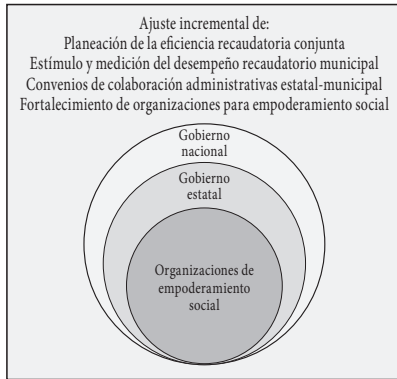 Ajuste incremental de:
Planeación de la eficiencia recaudatoria conjunta
Estímulo y medición del desempeño recaudatorio municipal
Convenios de colaboración administrativas estatal-municipal
Fortalecimiento de organizaciones para empoderamiento social
Gobierno
nacional
Gobierno
estatal
Organizaciones de
empoderamiento
social